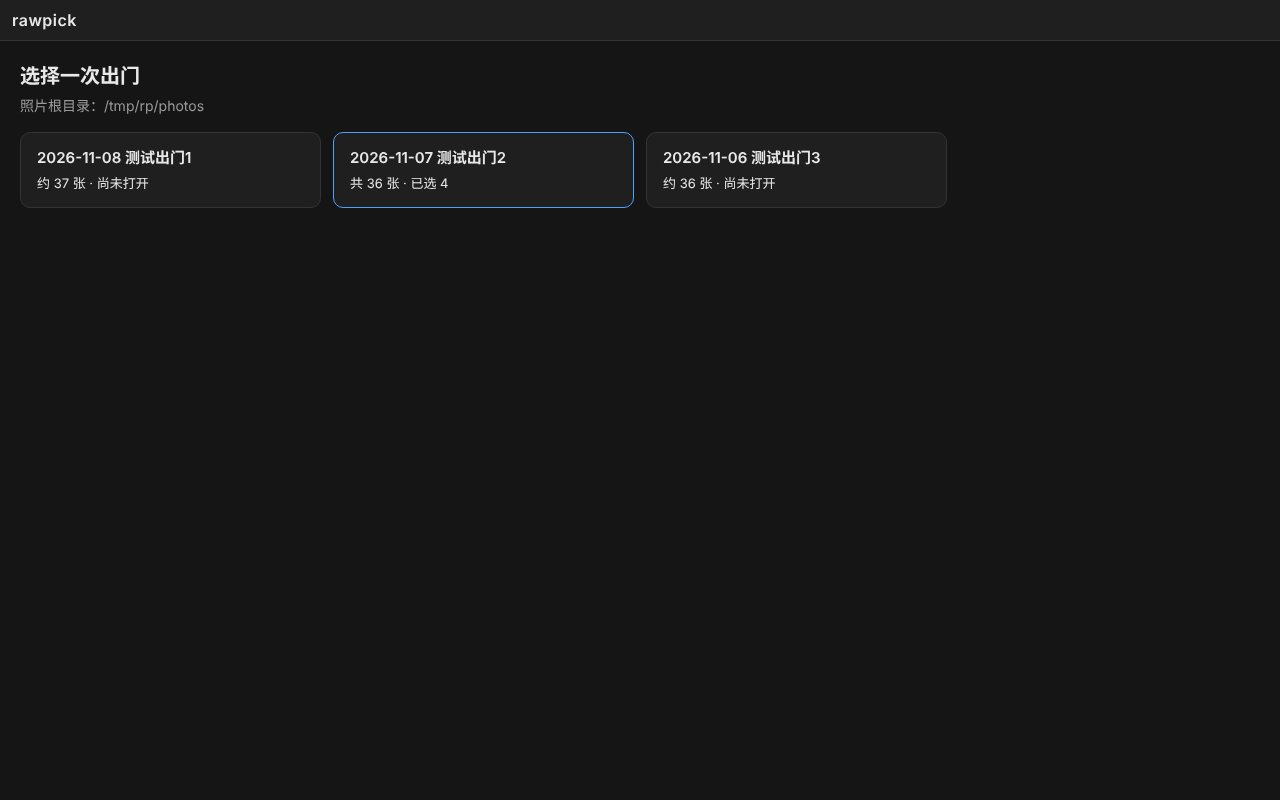 rawpick
选择一次出门
照片根目录：/tmp/rp/photos
2026-11-08 测试出门1
约 37 张 · 尚未打开
2026-11-07 测试出门2
共 36 张 · 已选 4
2026-11-06 测试出门3
约 36 张 · 尚未打开